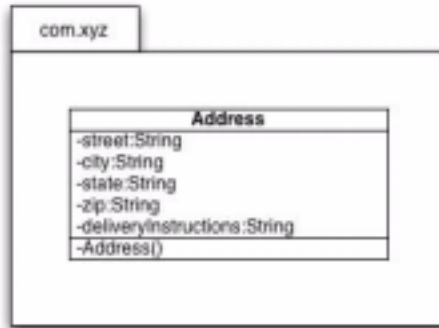 com.xyz
Address
-street:String
-city:String
-state:String
-zip:String
-deliveryInstructions:String
-Address()